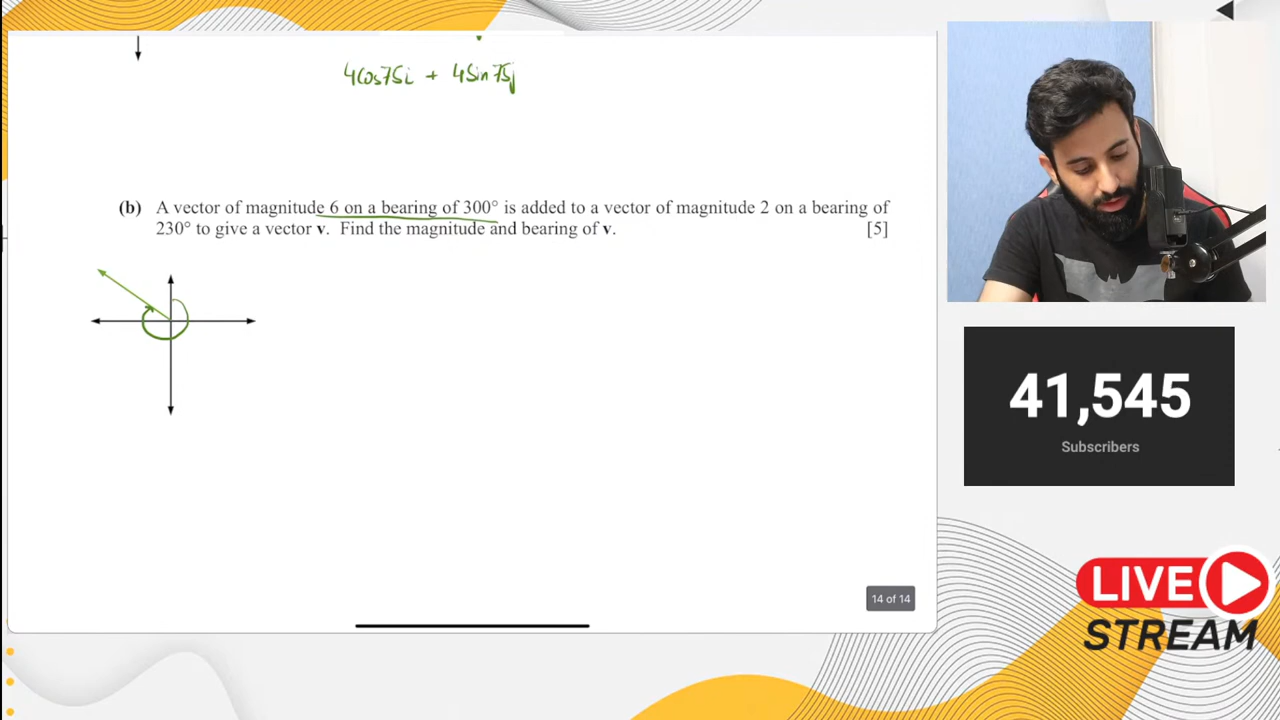 4Cos75i + 4Sin75j
(b) A vector of magnitude 6 on a bearing of 300° is added to a vector of magnitude 2 on a bearing of
230° to give a vector v. Find the magnitude and bearing of v. [5]
14 of 14
41,545
Subscribers
LIVE
STREAM